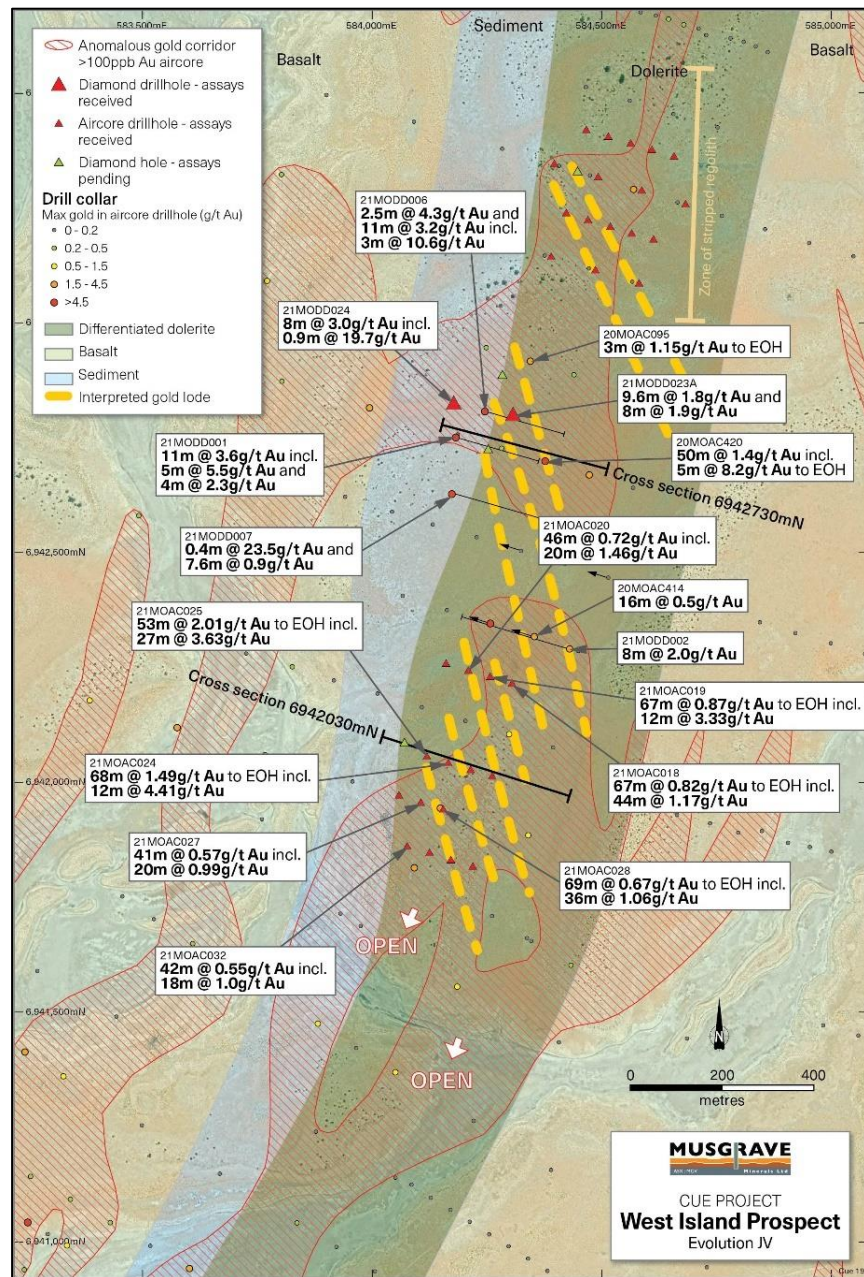 583,500mE
584,000mE
584,500mE
585,000mE
Sediment
Basalt
Basalt
Dolerite
Zone of stripped regolith
Anomalous gold corridor
>100ppb Au aircore
Diamond drillhole - assays
received
Aircore drillhole - assays
received
Diamond hole - assays
pending
Drill collar
Max gold in aircore drillhole (g/t Au)
0 - 0.2
0.2 - 0.5
0.5 - 1.5
1.5 - 4.5
>4.5
Differentiated dolerite
Basalt
Sediment
Interpreted gold lode
21MODD006
2.5m @ 4.3g/t Au and
11m @ 3.2g/t Au incl.
3m @ 10.6g/t Au
21MODD024
8m @ 3.0g/t Au incl.
0.9m @ 19.7g/t Au
20MOAC095
3m @ 1.15g/t Au to EOH
21MODD023A
9.6m @ 1.8g/t Au and
8m @ 1.9g/t Au
21MODD001
11m @ 3.6g/t Au incl.
5m @ 5.5g/t Au and
4m @ 2.3g/t Au
20MOAC420
50m @ 1.4g/t Au incl.
5m @ 8.2g/t Au to EOH
Cross section 6942730mN
21MODD007
0.4m @ 23.5g/t Au and
7.6m @ 0.9g/t Au
21MOAC020
46m @ 0.72g/t Au incl.
20m @ 1.46g/t Au
6,942,500mN
20MOAC414
16m @ 0.5g/t Au
21MOAC025
53m @ 2.01g/t Au to EOH incl.
27m @ 3.63g/t Au
21MODD002
8m @ 2.0g/t Au
Cross section 6942030mN
21MOAC019
67m @ 0.87g/t Au to EOH incl.
12m @ 3.33g/t Au
21MOAC024
68m @ 1.49g/t Au to EOH incl.
12m @ 4.41g/t Au
6,942,000mN
21MOAC018
67m @ 0.82g/t Au to EOH incl.
44m @ 1.17g/t Au
21MOAC027
41m @ 0.57g/t Au incl.
20m @ 0.99g/t Au
21MOAC028
69m @ 0.67g/t Au to EOH incl.
36m @ 1.06g/t Au
OPEN
21MOAC032
42m @ 0.55g/t Au incl.
18m @ 1.0g/t Au
6,941,500mN
OPEN
N
0 200 400
metres
MUSGRAVE
Minerals Ltd
CUE PROJECT
West Island Prospect
Evolution JV
6,941,000mN